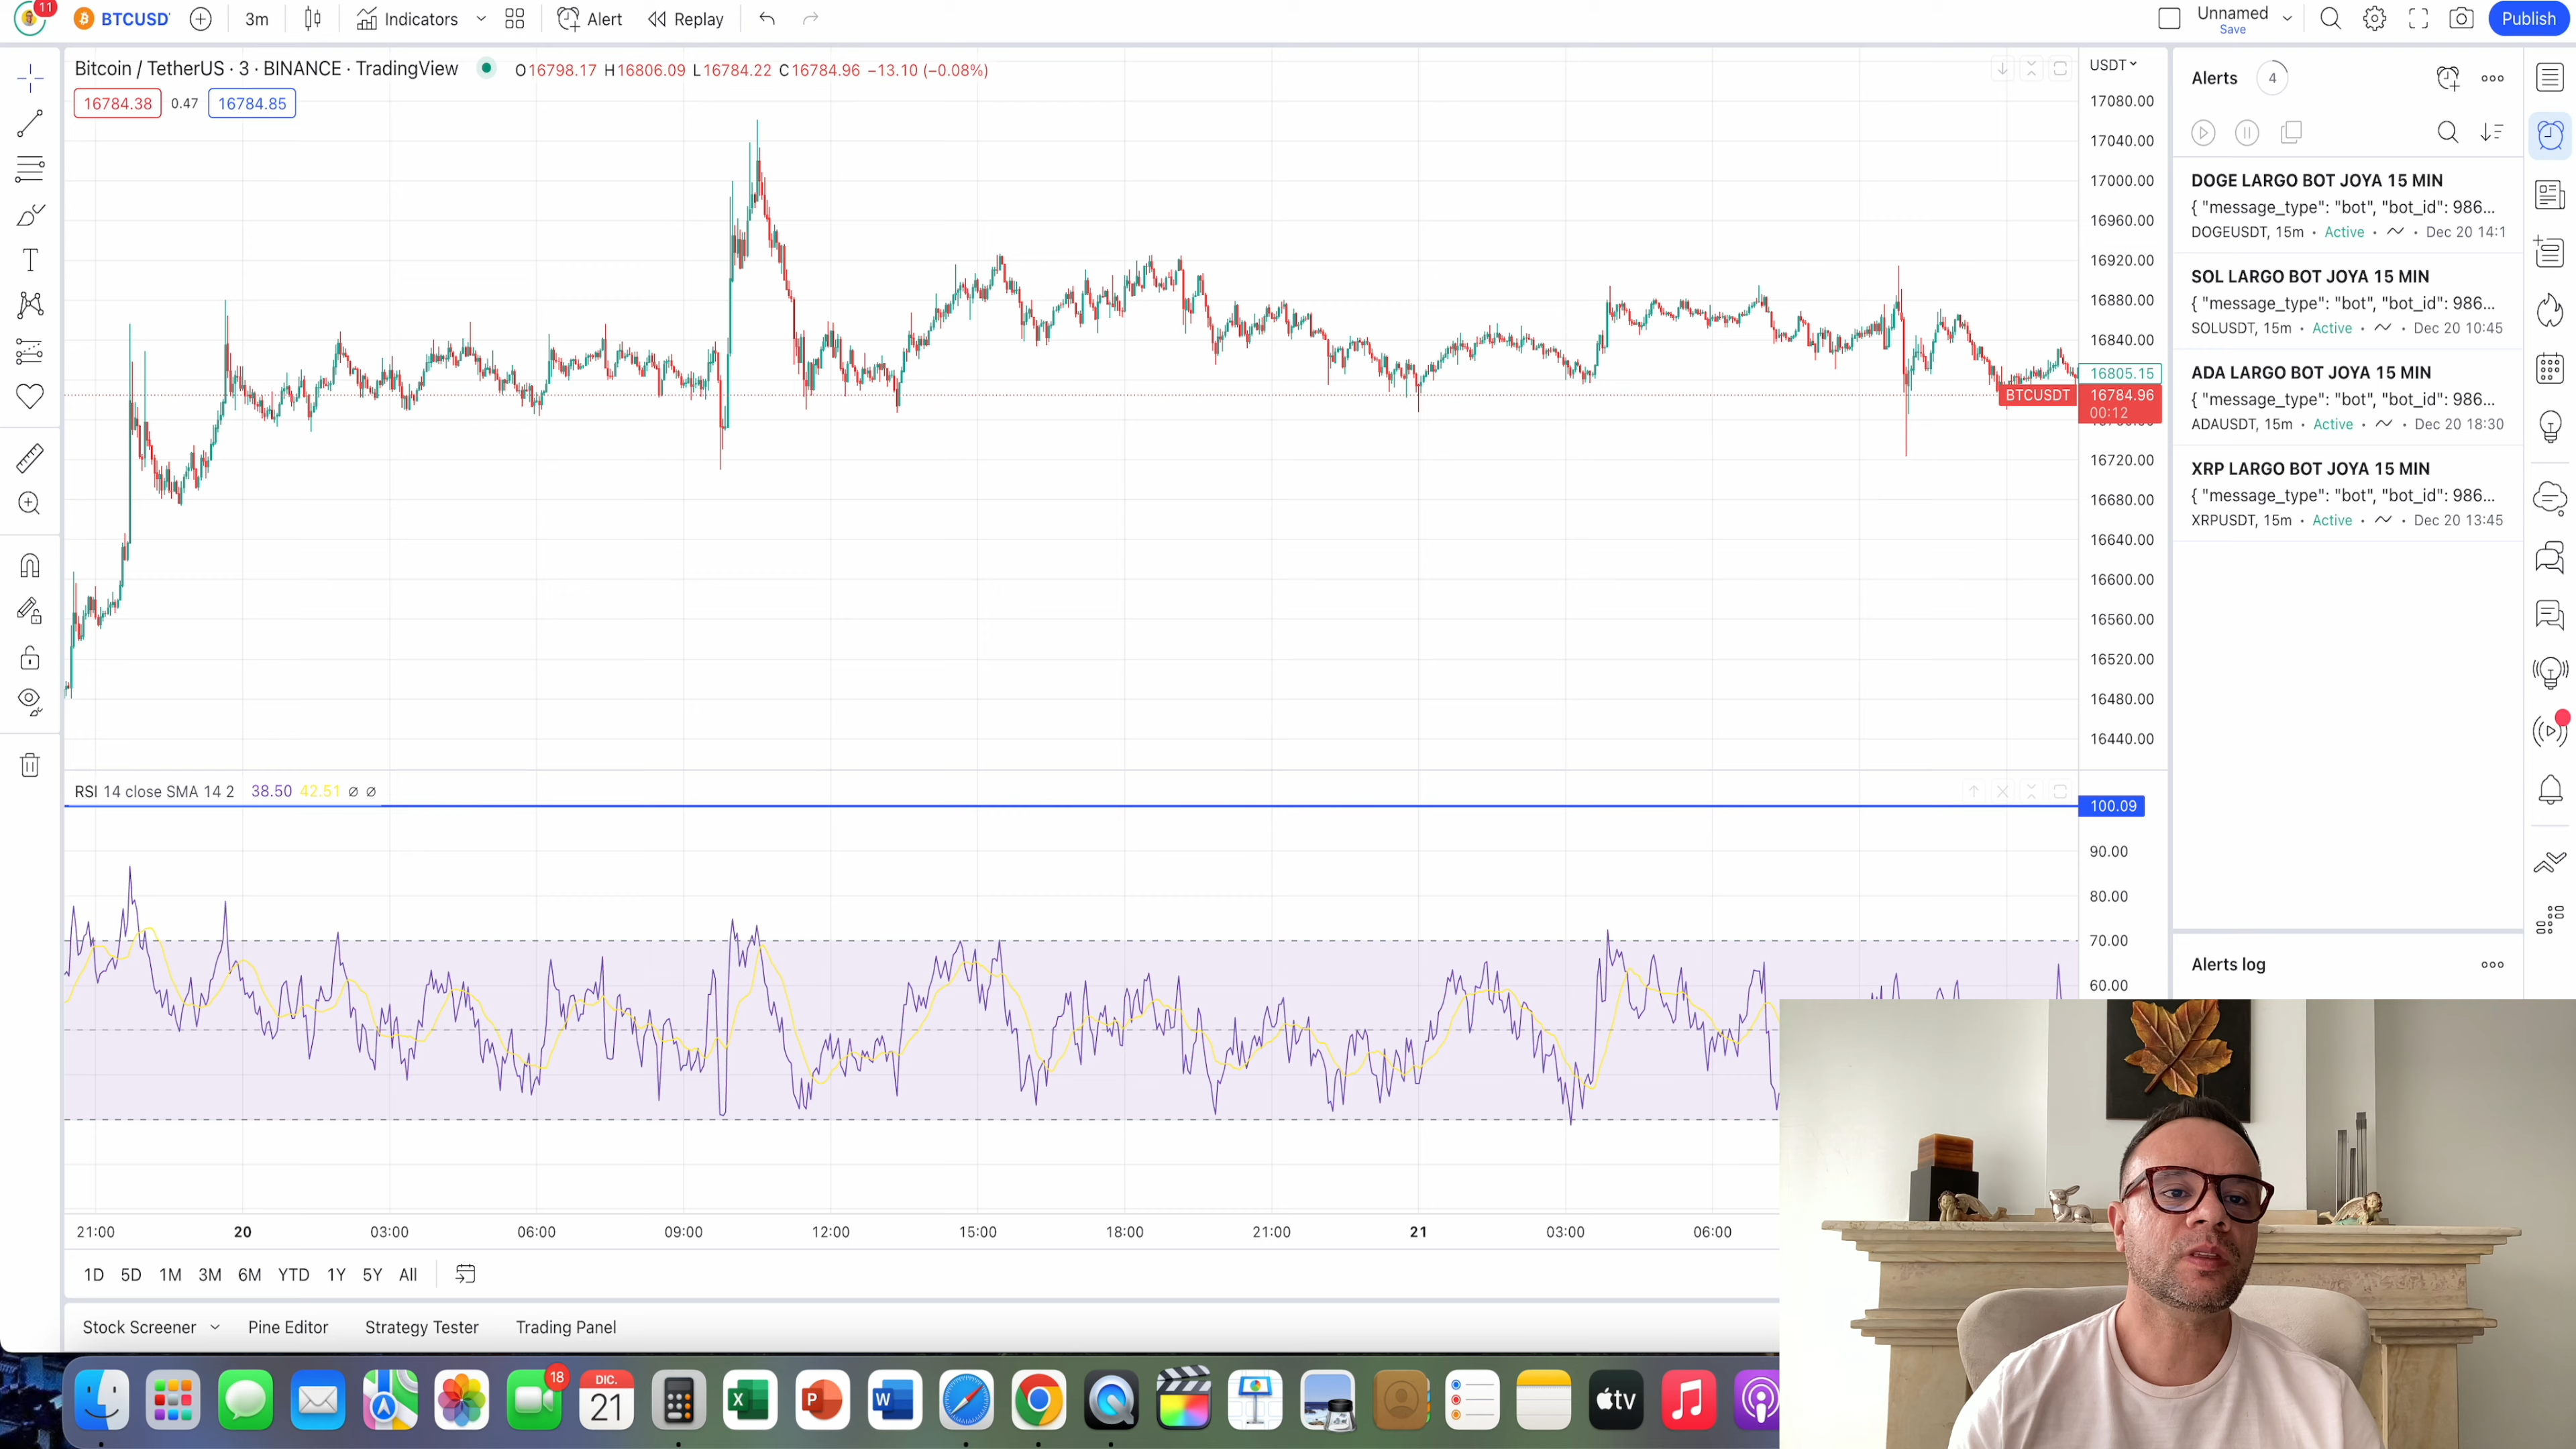 11
BTCUSD
3m
Indicators
Alert
Replay
Unnamed
Save
Publish
Bitcoin / TetherUS · 3 · BINANCE · TradingView
O16798.17 H16806.09 L16784.22 C16784.96 −13.10 (−0.08%)
16784.38 0.47 16784.85
USDT
17080.00
17040.00
17000.00
16960.00
16920.00
16880.00
16840.00
16805.15
BTCUSDT 16784.96
00:12
16720.00
16680.00
16640.00
16600.00
16560.00
16520.00
16480.00
16440.00
RSI 14 close SMA 14 2 38.50 42.51 ∅ ∅
100.09
90.00
80.00
70.00
60.00
21:00 20 03:00 06:00 09:00 12:00 15:00 18:00 21:00 21 03:00 06:00
1D 5D 1M 3M 6M YTD 1Y 5Y All
Stock Screener Pine Editor Strategy Tester Trading Panel
Alerts 4
DOGE LARGO BOT JOYA 15 MIN
{ "message_type": "bot", "bot_id": 986...
DOGEUSDT, 15m · Active · Dec 20 14:1
SOL LARGO BOT JOYA 15 MIN
{ "message_type": "bot", "bot_id": 986...
SOLUSDT, 15m · Active · Dec 20 10:45
ADA LARGO BOT JOYA 15 MIN
{ "message_type": "bot", "bot_id": 986...
ADAUSDT, 15m · Active · Dec 20 18:30
XRP LARGO BOT JOYA 15 MIN
{ "message_type": "bot", "bot_id": 986...
XRPUSDT, 15m · Active · Dec 20 13:45
Alerts log
18
DIC.
21
X
P
W
tv